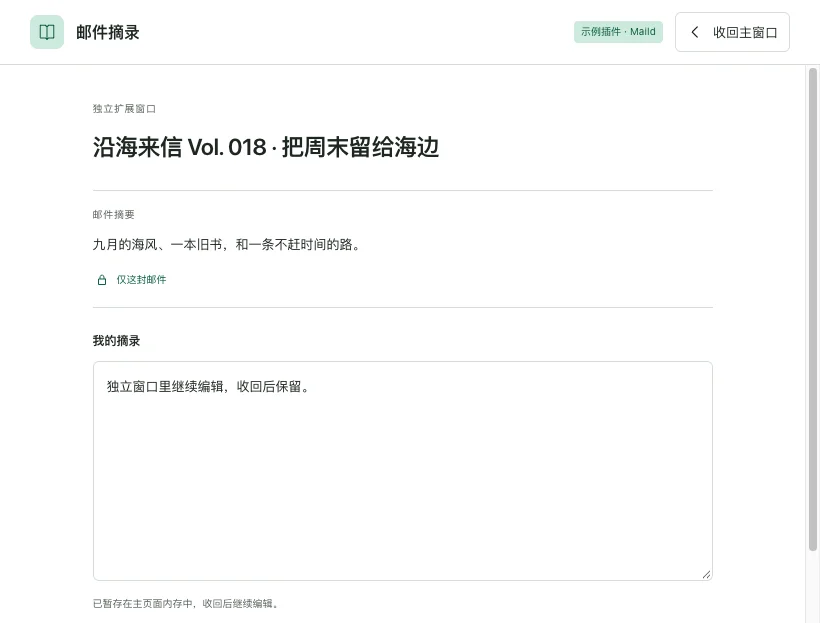 邮件摘录
示例插件 · Maild
收回主窗口
独立扩展窗口
沿海来信 Vol. 018 · 把周末留给海边
邮件摘要
九月的海风、一本旧书，和一条不赶时间的路。
仅这封邮件
我的摘录
独立窗口里继续编辑，收回后保留。
已暂存在主页面内存中，收回后继续编辑。